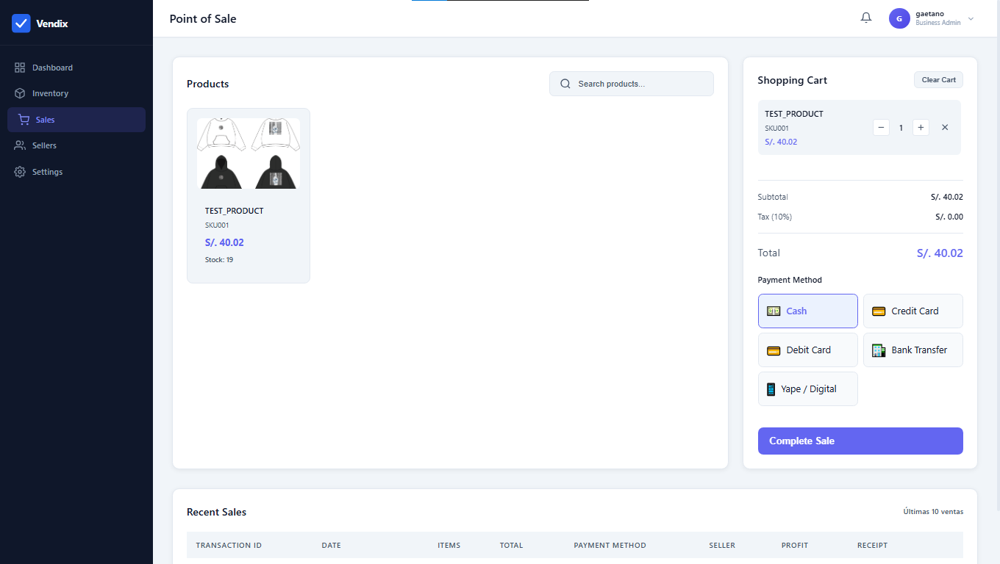 Vendix
Dashboard
Inventory
Sales
Sellers
Settings
Point of Sale
G
gaetano
Business Admin
Products
Search products...
TEST_PRODUCT
SKU001
S/. 40.02
Stock: 19
Shopping Cart
Clear Cart
TEST_PRODUCT
SKU001
S/. 40.02
− 1 + ✕
Subtotal S/. 40.02
Tax (10%) S/. 0.00
Total S/. 40.02
Payment Method
Cash
Credit Card
Debit Card
Bank Transfer
Yape / Digital
Complete Sale
Recent Sales
Últimas 10 ventas
TRANSACTION ID DATE ITEMS TOTAL PAYMENT METHOD SELLER PROFIT RECEIPT